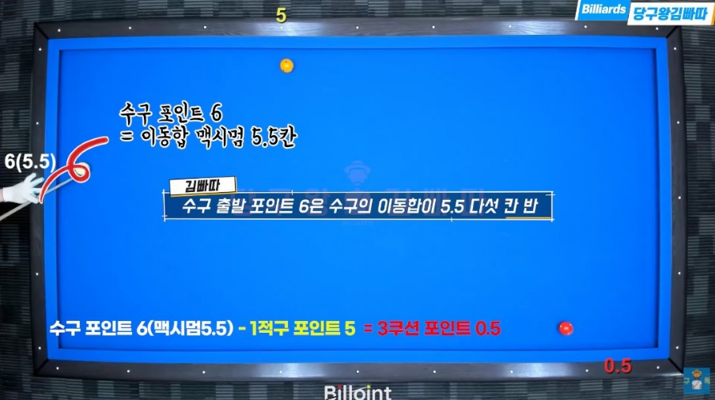 5
Billiards 당구왕김빠따
수구 포인트 6
= 이동합 맥시멈 5.5칸
6(5.5)
김빠따
수구 출발 포인트 6은 수구의 이동합이 5.5 다섯 칸 반
수구 포인트 6(맥시멈5.5) - 1적구 포인트 5 = 3쿠션 포인트 0.5
0.5
Billoint